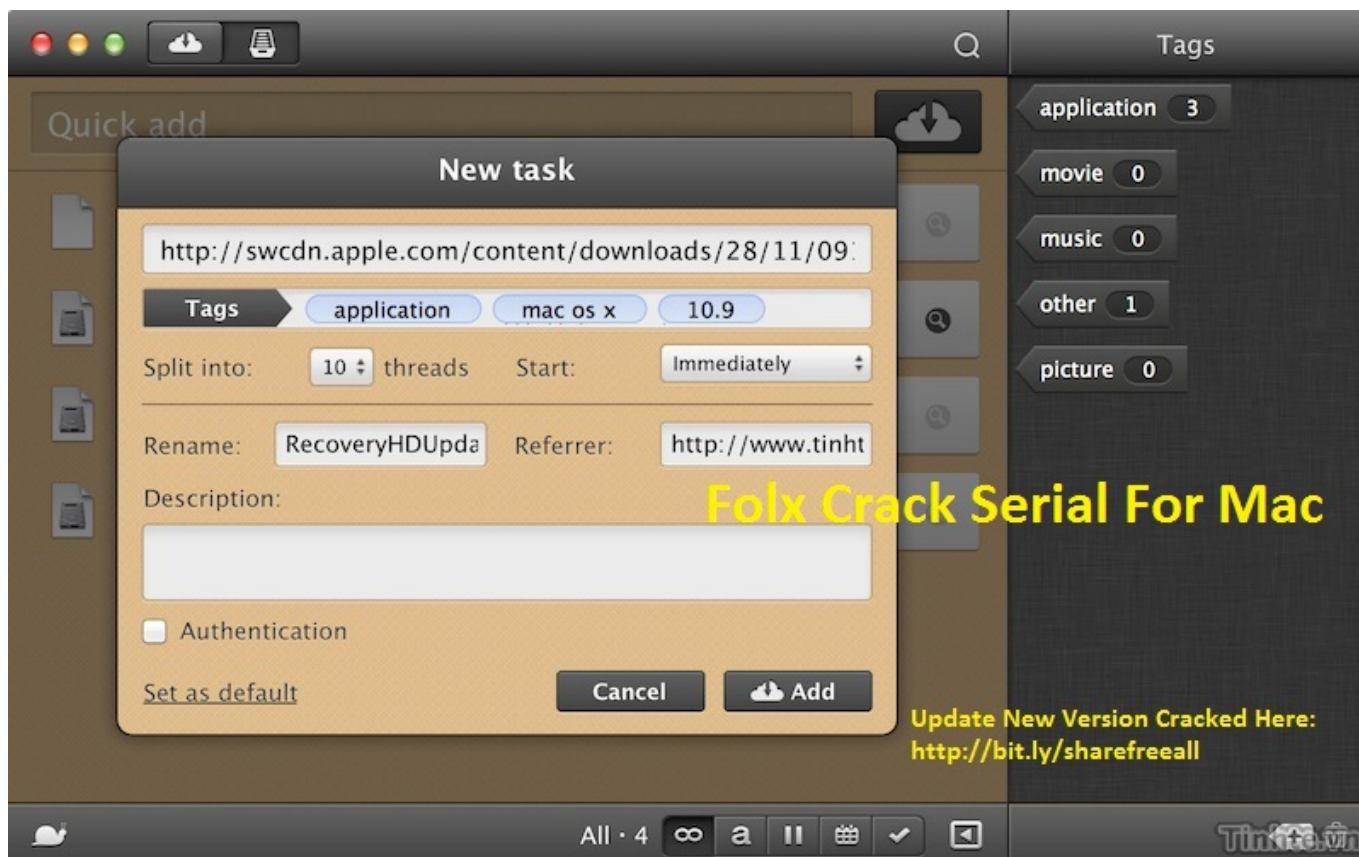 Tags
Quick add
application 3
movie 0
music 0
other 1
picture 0
New task
http://swcdn.apple.com/content/downloads/28/11/09
Tags application mac os x 10.9
Split into: 10 threads Start: Immediately
Rename: RecoveryHDUpda Referrer: http://www.tinht
Description:
Folx Crack Serial For Mac
Authentication
Set as default Cancel Add
Update New Version Cracked Here:
http://bit.ly/sharefreeall
All · 4 a